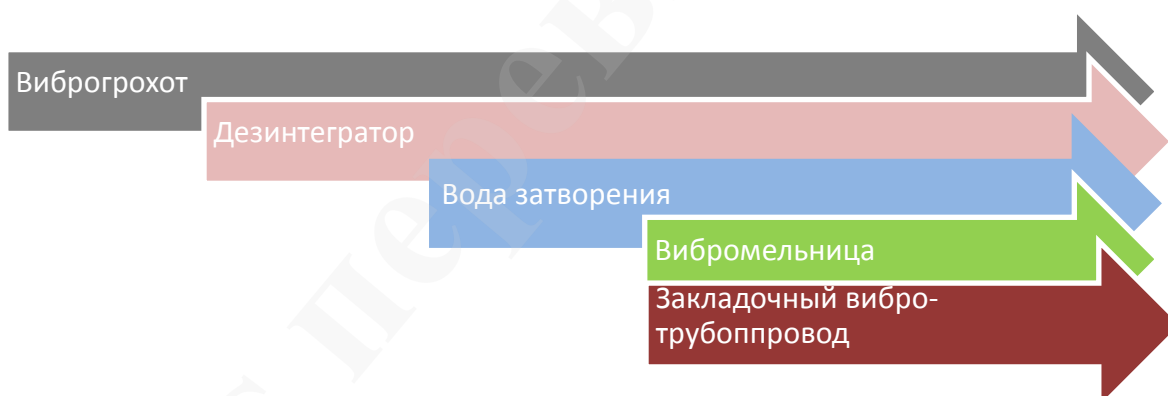 Виброгрохот
Дезинтегратор
Вода затворения
Вибромельница
Закладочный вибро-
трубоппровод